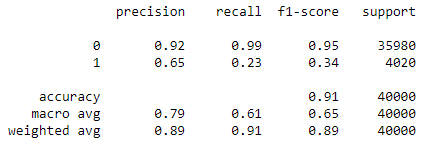 precision recall f1-score support
0 0.92 0.99 0.95 35980
1 0.65 0.23 0.34 4020
accuracy 0.91 40000
macro avg 0.79 0.61 0.65 40000
weighted avg 0.89 0.91 0.89 40000